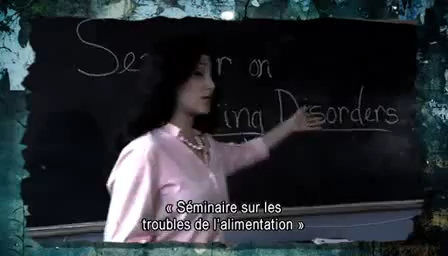 on
Disorders
« Séminaire sur les
troubles de l'alimentation »